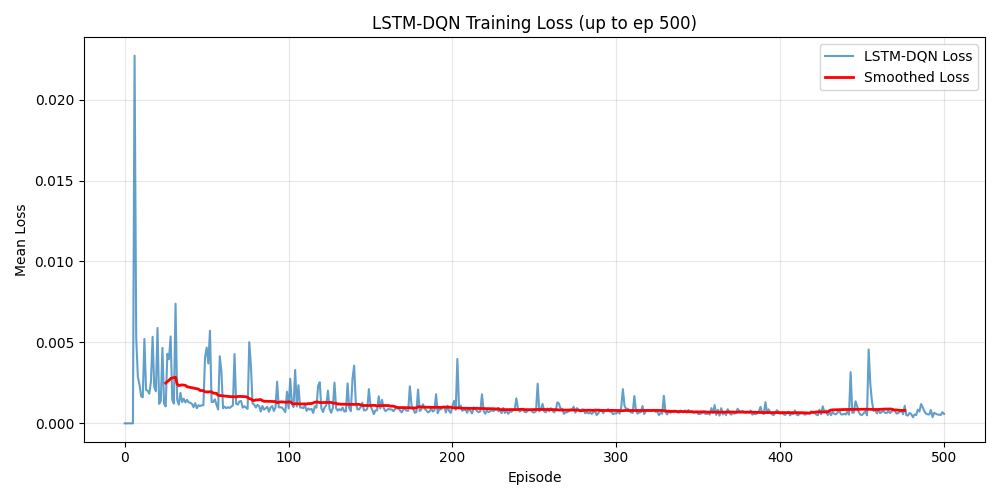 LSTM-DQN Training Loss (up to ep 500)
LSTM-DQN Loss
Smoothed Loss
Mean Loss
0.020
0.015
0.010
0.005
0.000
0
100
200
300
400
500
Episode